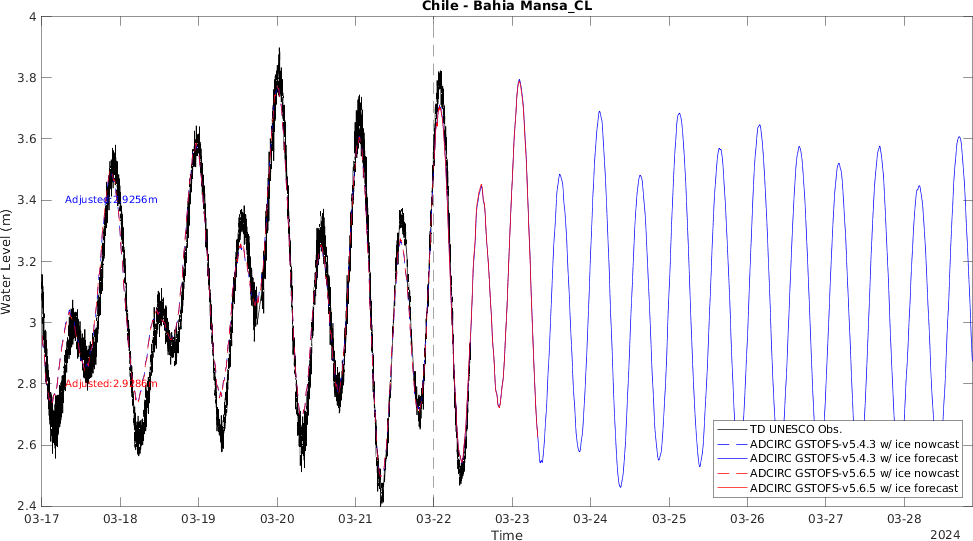 Chile - Bahia Mansa_CL
Water Level (m)
4
3.8
3.6
3.4
3.2
3
2.8
2.6
2.4
Adjusted:2.9256m
Adjusted:2.9286m
TD UNESCO Obs.
ADCIRC GSTOFS-v5.4.3 w/ ice nowcast
ADCIRC GSTOFS-v5.4.3 w/ ice forecast
ADCIRC GSTOFS-v5.6.5 w/ ice nowcast
ADCIRC GSTOFS-v5.6.5 w/ ice forecast
03-17 03-18 03-19 03-20 03-21 03-22 03-23 03-24 03-25 03-26 03-27 03-28
Time
2024